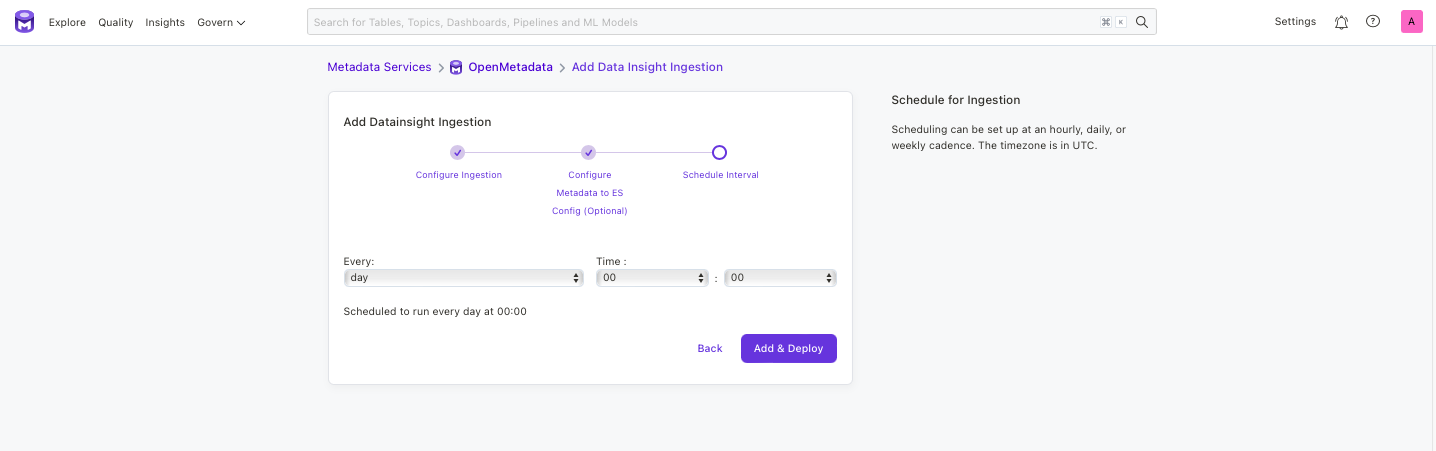 Explore Quality Insights Govern
Search for Tables, Topics, Dashboards, Pipelines and ML Models ⌘ K
Settings
A
Metadata Services > OpenMetadata > Add Data Insight Ingestion
Add Datainsight Ingestion
Configure Ingestion
Configure
Metadata to ES
Config (Optional)
Schedule Interval
Every:
day
Time :
00 : 00
Scheduled to run every day at 00:00
Back
Add & Deploy
Schedule for Ingestion
Scheduling can be set up at an hourly, daily, or
weekly cadence. The timezone is in UTC.